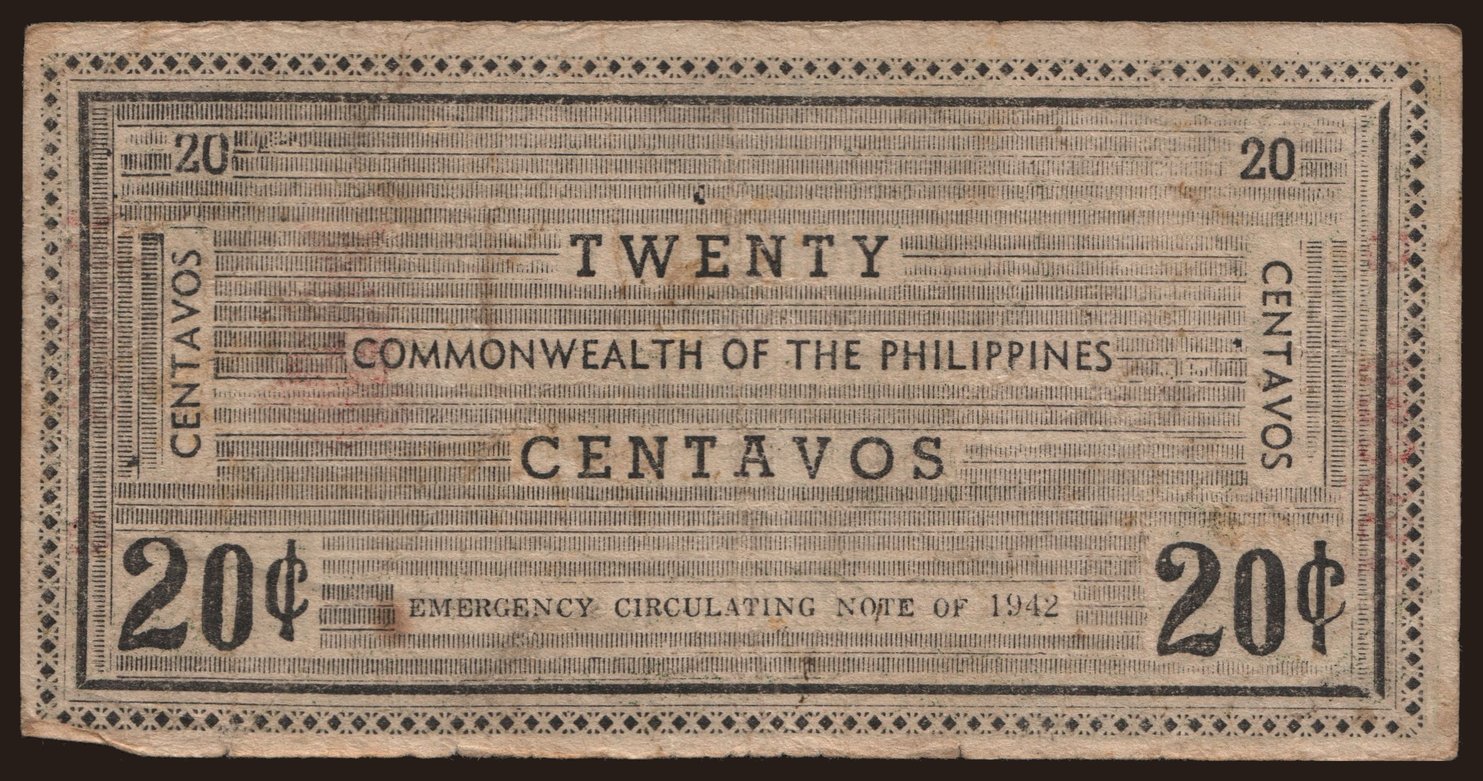 20 20
TWENTY
CENTAVOS CENTAVOS
COMMONWEALTH OF THE PHILIPPINES
CENTAVOS
20¢ 20¢
EMERGENCY CIRCULATING NOTE OF 1942